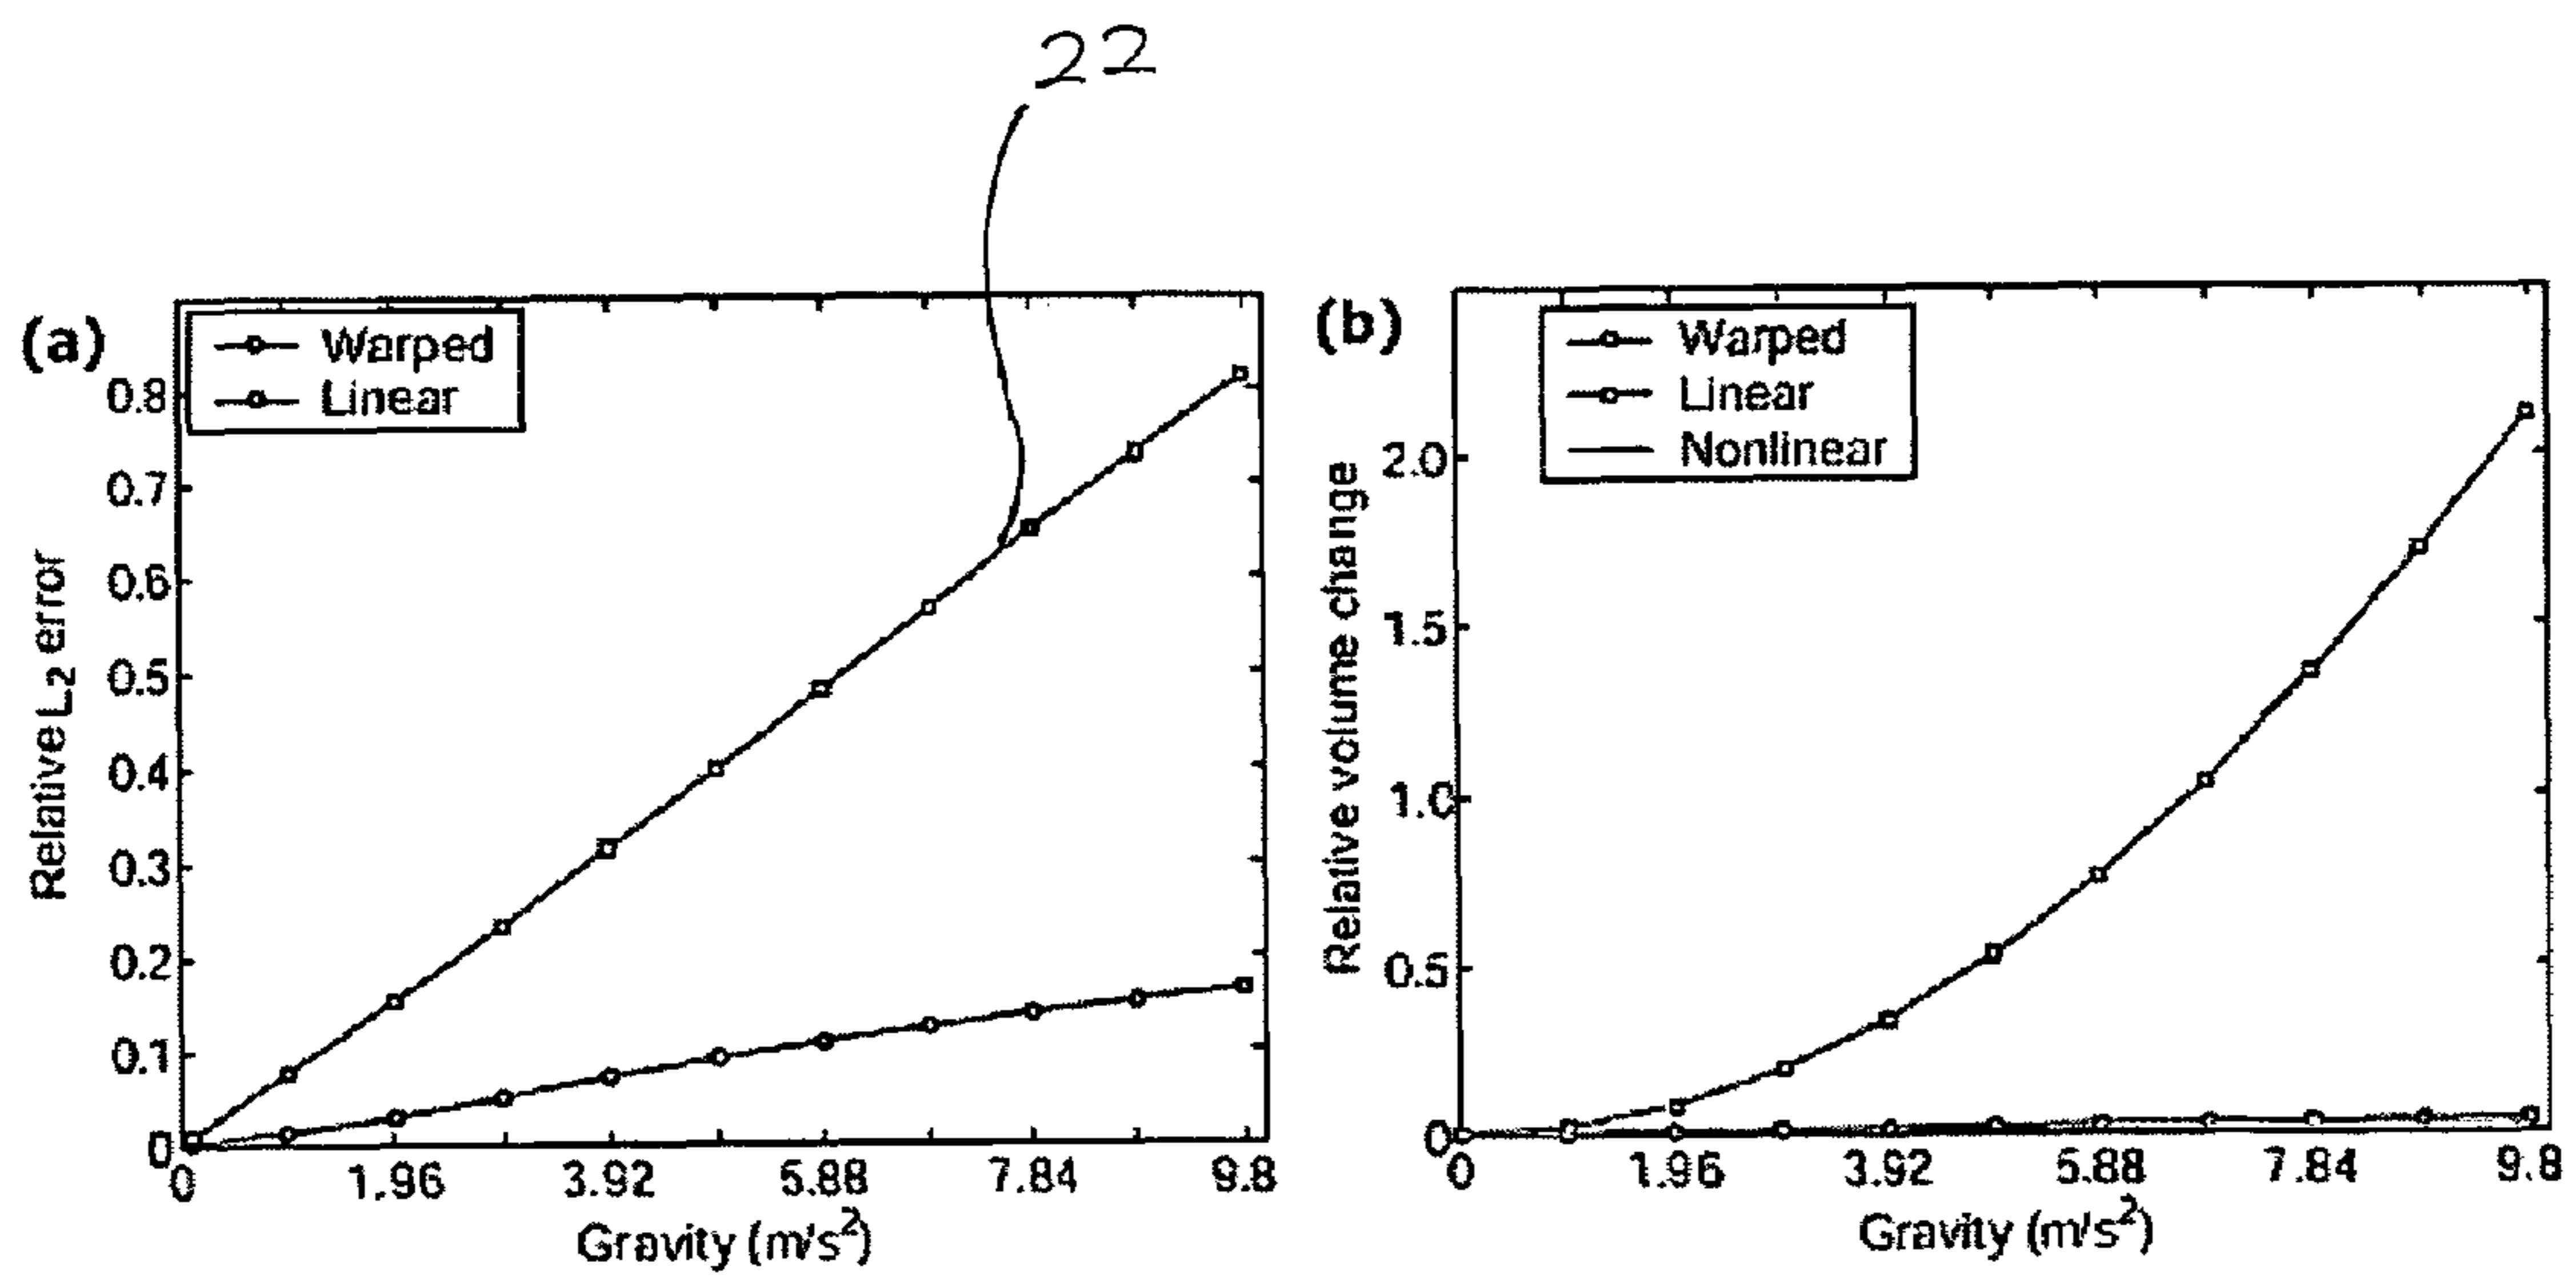 22
(a)
Warped
Linear
0.8
0.7
0.6
0.5
0.4
0.3
0.2
0.1
0
Relative L2 error
0 1.96 3.92 5.88 7.84 9.8
Gravity (m/s²)
(b)
Warped
Linear
Nonlinear
2.0
1.5
1.0
0.5
0
Relative volume change
0 1.96 3.92 5.88 7.84 9.8
Gravity (m/s²)